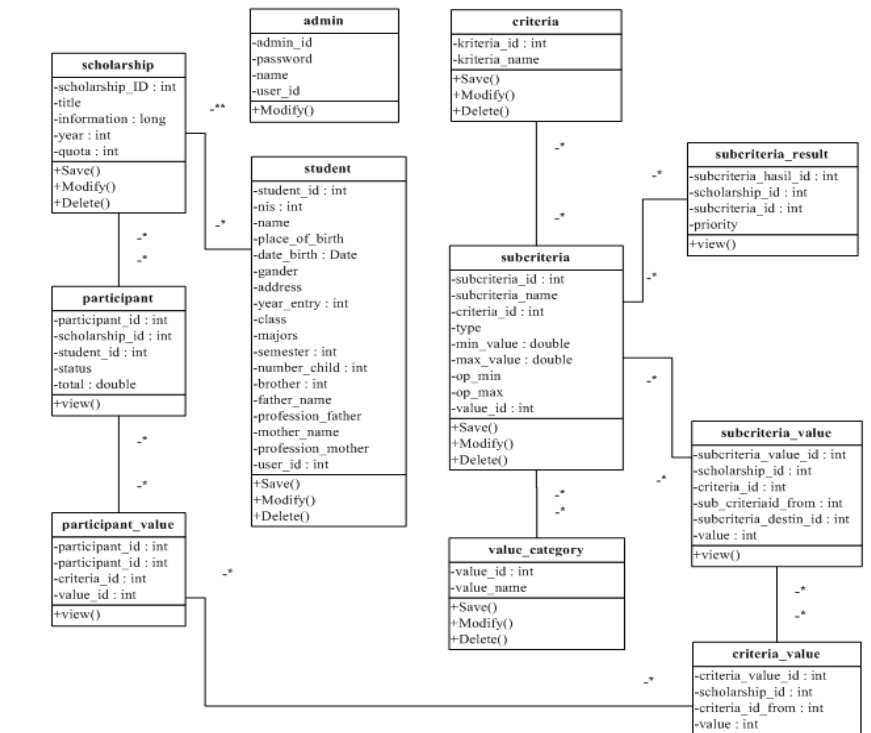 admin
-admin_id
-password
-name
-user_id
+Modify()
criteria
-kriteria_id : int
-kriteria_name
+Save()
+Modify()
+Delete()
scholarship
-scholarship_ID : int
-title
-information : long
-year : int
-quota : int
+Save()
+Modify()
+Delete()
-**
-*
student
-student_id : int
-nis : int
-name
-place_of_birth
-date_birth : Date
-gander
-address
-year_entry : int
-class
-majors
-semester : int
-number_child : int
-brother : int
-father_name
-profession_father
-mother_name
-profession_mother
-user_id : int
+Save()
+Modify()
+Delete()
-*
-*
subcriteria_result
-subcriteria_hasil_id : int
-scholarship_id : int
-subcriteria_id : int
-priority
+view()
-*
-*
subcriteria
-subcriteria_id : int
-subcriteria_name
-criteria_id : int
-type
-min_value : double
-max_value : double
-op_min
-op_max
-value_id : int
+Save()
+Modify()
+Delete()
-*
-*
participant
-participant_id : int
-scholarship_id : int
-student_id : int
-status
-total : double
+view()
-*
-*
-*
-*
subcriteria_value
-subcriteria_value_id : int
-scholarship_id : int
-criteria_id : int
-sub_criteriaid_from : int
-subcriteria_destin_id : int
-value : int
+view()
-*
-*
participant_value
-participant_id : int
-participant_id : int
-criteria_id : int
-value_id : int
+view()
-*
-*
-*
value_category
-value_id : int
-value_name
+Save()
+Modify()
+Delete()
-*
-*
criteria_value
-criteria_value_id : int
-scholarship_id : int
-criteria_id_from : int
-value : int
-*